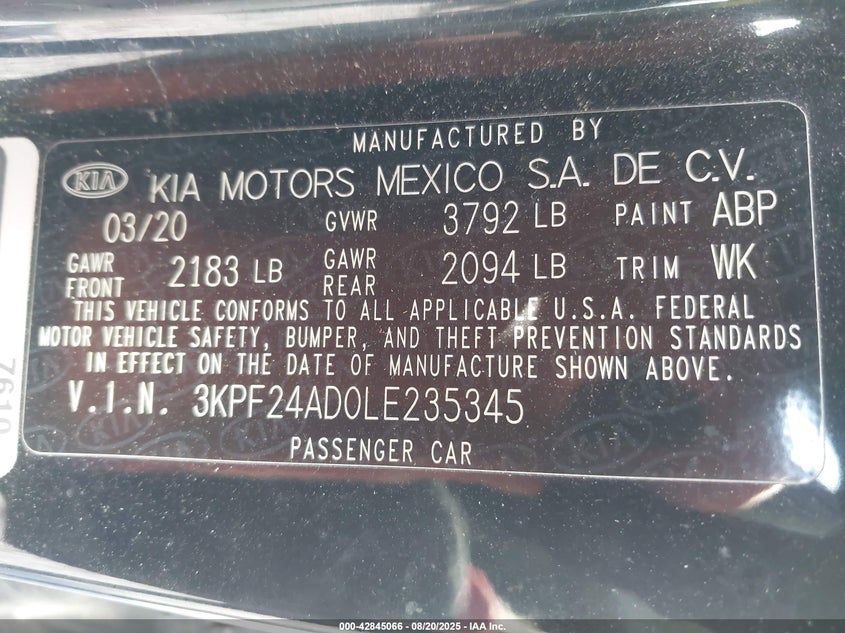 MANUFACTURED BY
KIA KIA MOTORS MEXICO S.A. DE C.V.
03/20 GVWR 3792 LB PAINT ABP
GAWR FRONT 2183 LB GAWR REAR 2094 LB TRIM WK
THIS VEHICLE CONFORMS TO ALL APPLICABLE U.S.A. FEDERAL
MOTOR VEHICLE SAFETY, BUMPER, AND THEFT PREVENTION STANDARDS
IN EFFECT ON THE DATE OF MANUFACTURE SHOWN ABOVE.
V.I.N. 3KPF24AD0LE235345
PASSENGER CAR
000-42845066 - 08/20/2025 - IAA Inc.